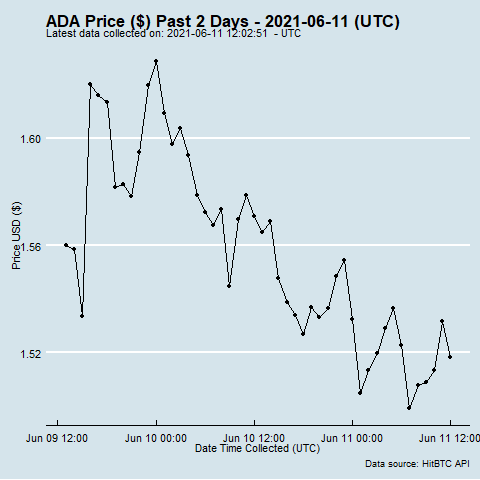 ADA Price ($) Past 2 Days - 2021-06-11 (UTC)
Latest data collected on: 2021-06-11 12:02:51 - UTC
Price USD ($)
1.60
1.56
1.52
Jun 09 12:00 Jun 10 00:00 Jun 10 12:00 Jun 11 00:00 Jun 11 12:00
Date Time Collected (UTC)
Data source: HitBTC API